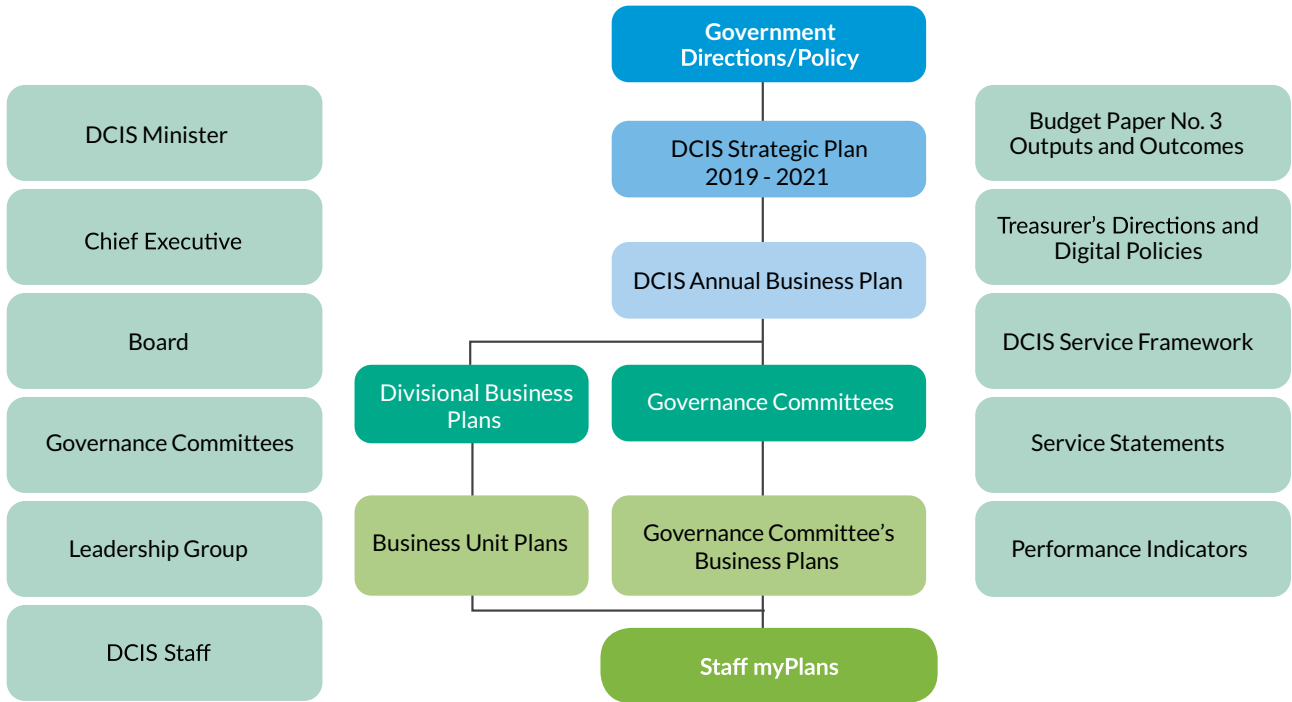 Government
Directions/Policy
DCIS Strategic Plan
2019 - 2021
DCIS Annual Business Plan
Divisional Business
Plans
Governance Committees
Business Unit Plans
Governance Committee's
Business Plans
Staff myPlans
DCIS Minister
Chief Executive
Board
Governance Committees
Leadership Group
DCIS Staff
Budget Paper No. 3
Outputs and Outcomes
Treasurer's Directions and
Digital Policies
DCIS Service Framework
Service Statements
Performance Indicators